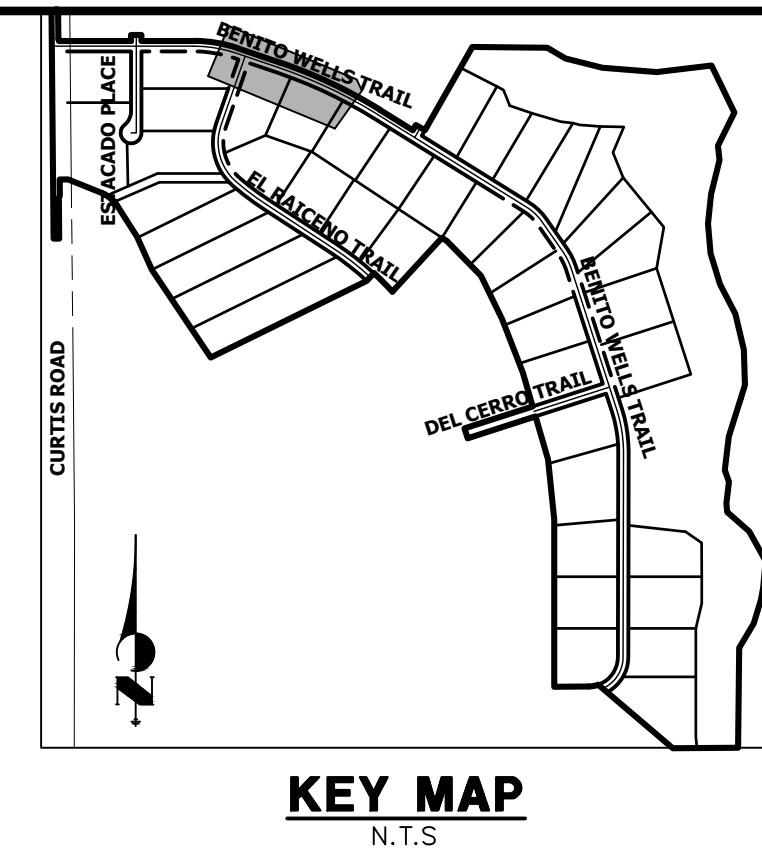 BENITO WELLS TRAIL
ESTACADO PLACE
EL RAICENO TRAIL
BENITO WELLS TRAIL
CURTIS ROAD
DEL CERRO TRAIL
N
KEY MAP
N.T.S